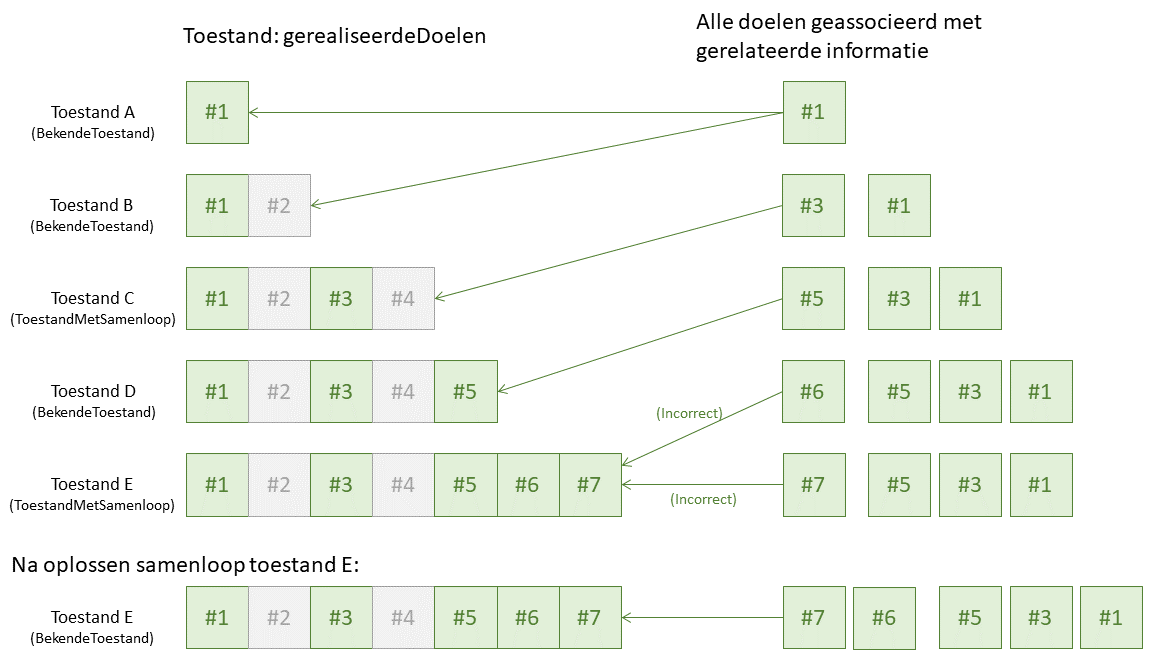 Toestand: gerealiseerdeDoelen
Alle doelen geassocieerd met
gerelateerde informatie
Toestand A
(BekendeToestand)
#1
#1
Toestand B
(BekendeToestand)
#1 #2
#3 #1
Toestand C
(ToestandMetSamenloop)
#1 #2 #3 #4
#5 #3 #1
Toestand D
(BekendeToestand)
#1 #2 #3 #4 #5
#6 #5 #3 #1
(Incorrect)
Toestand E
(ToestandMetSamenloop)
#1 #2 #3 #4 #5 #6 #7
(Incorrect)
#7 #5 #3 #1
Na oplossen samenloop toestand E:
Toestand E
(BekendeToestand)
#1 #2 #3 #4 #5 #6 #7
#7 #6 #5 #3 #1